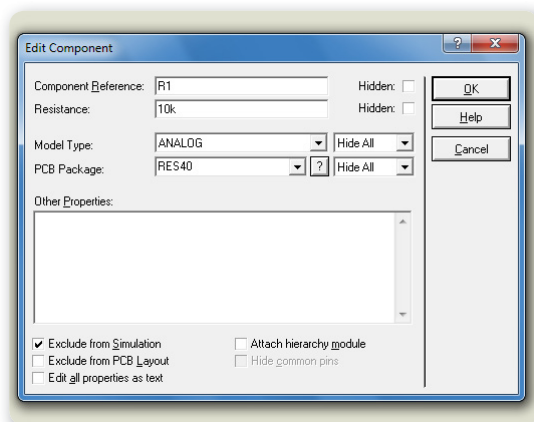 Edit Component
?
X
Component Reference: R1 Hidden:
Resistance: 10k Hidden:
Model Type: ANALOG Hide All
PCB Package: RES40 ? Hide All
Other Properties:
Exclude from Simulation Attach hierarchy module
Exclude from PCB Layout Hide common pins
Edit all properties as text
OK
Help
Cancel